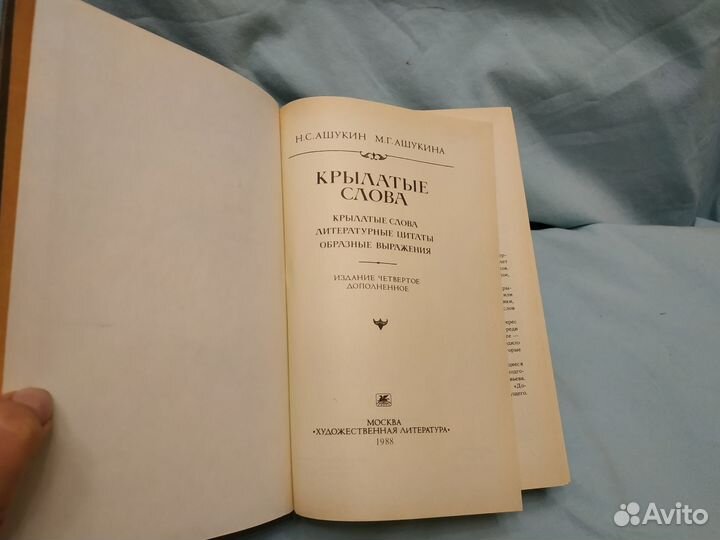 Н.С.АШУКИН М.Г.АШУКИНА
КРЫЛАТЫЕ
СЛОВА
КРЫЛАТЫЕ СЛОВА
ЛИТЕРАТУРНЫЕ ЦИТАТЫ
ОБРАЗНЫЕ ВЫРАЖЕНИЯ
ИЗДАНИЕ ЧЕТВЕРТОЕ
ДОПОЛНЕННОЕ
МОСКВА
«ХУДОЖЕСТВЕННАЯ ЛИТЕРАТУРА»
1988
Avito